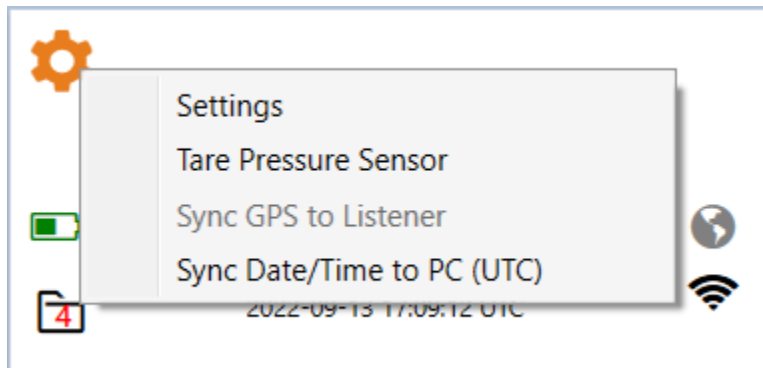 Settings
Tare Pressure Sensor
Sync GPS to Listener
Sync Date/Time to PC (UTC)
4
2022-09-13 17:09:12 UTC